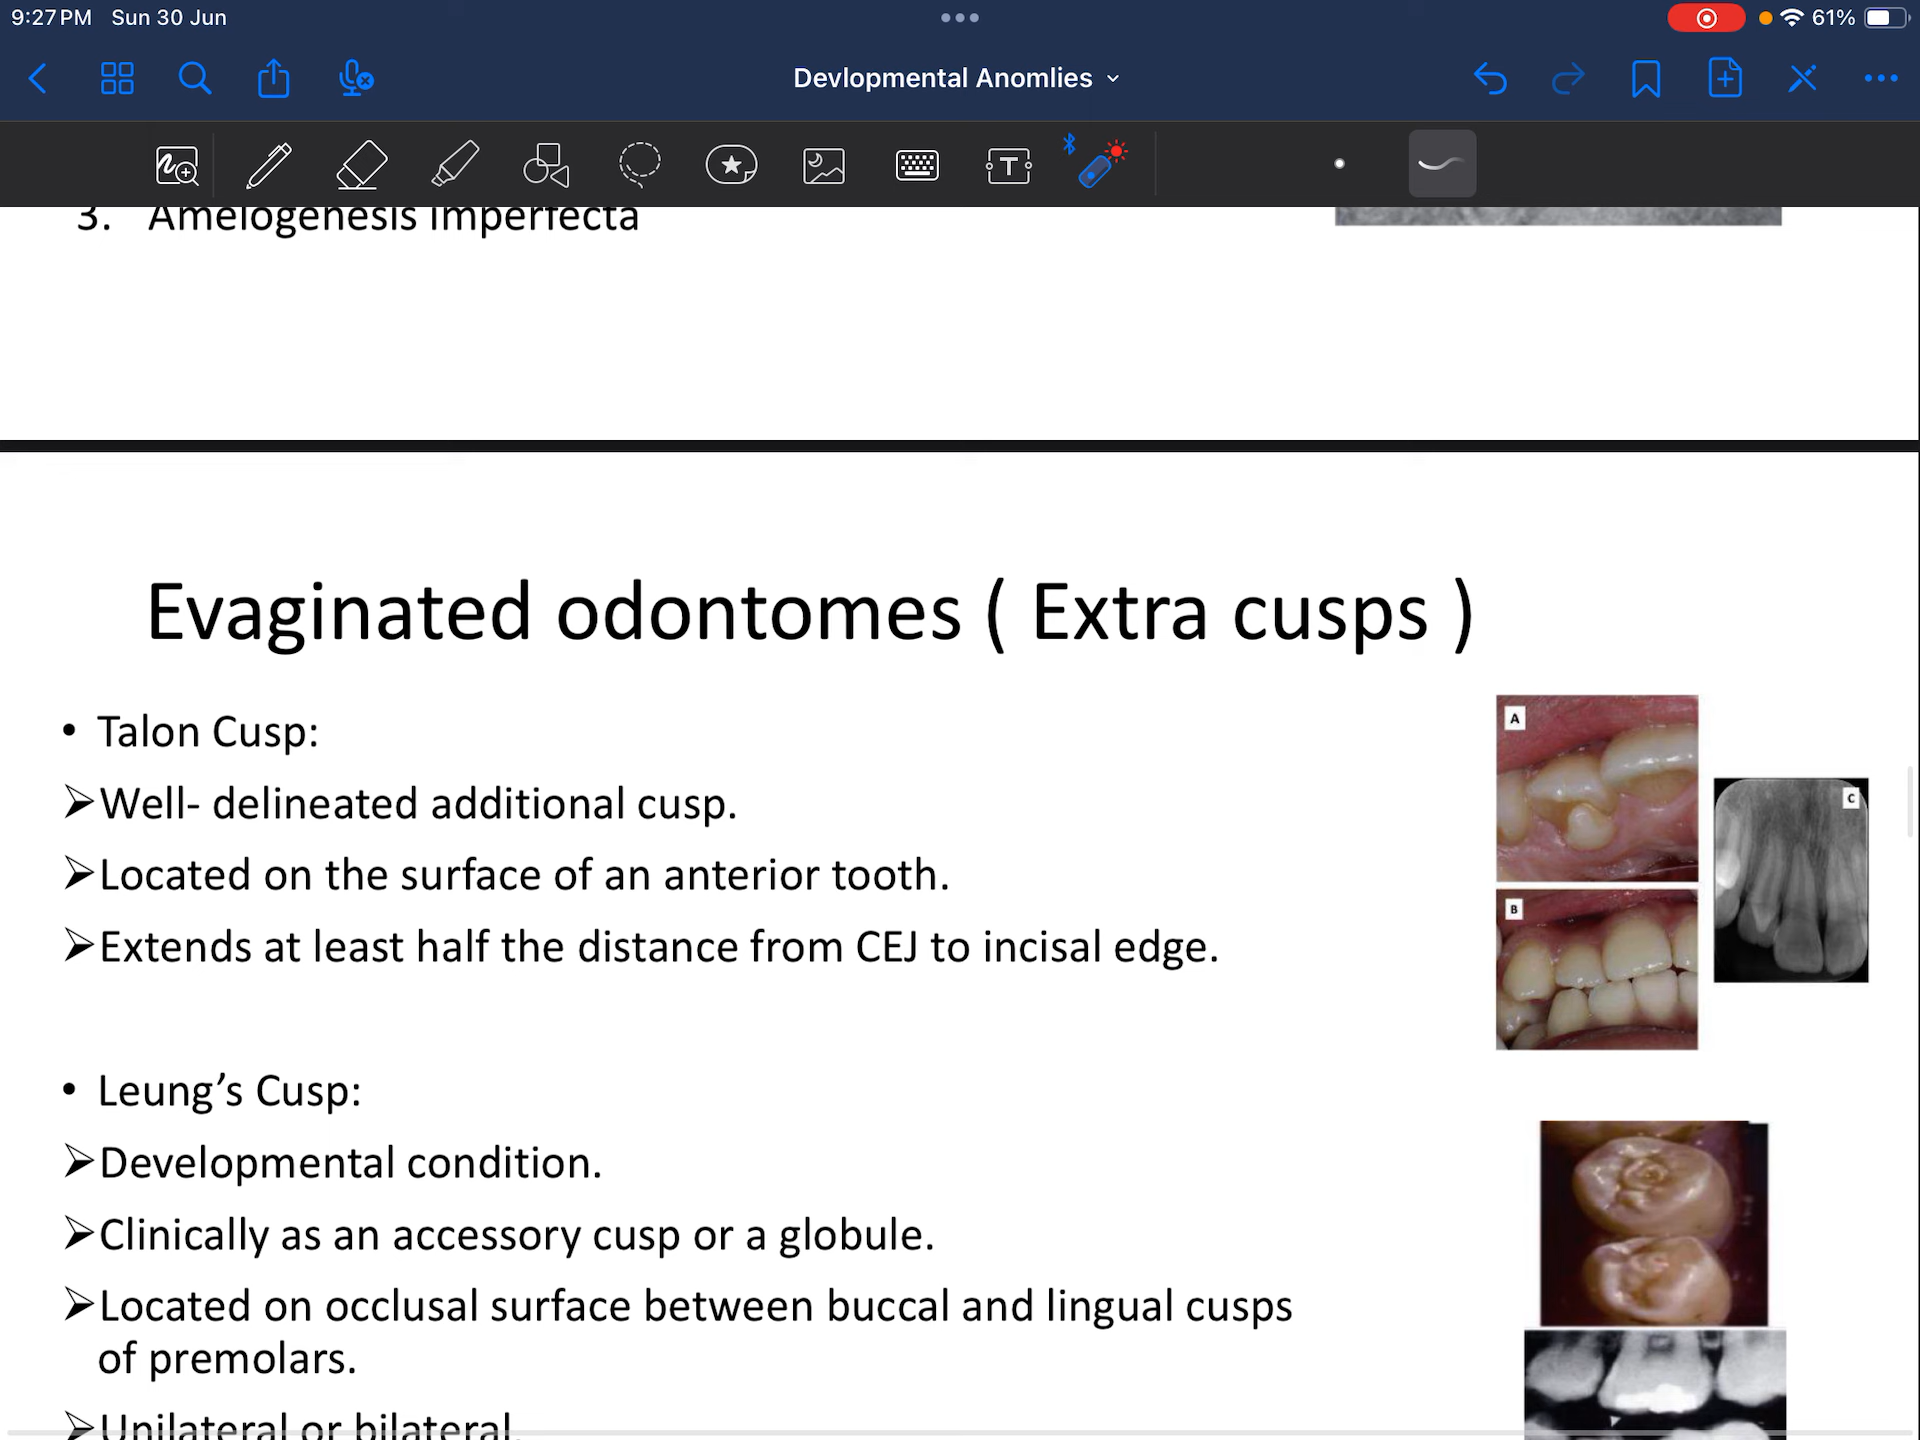 9:27 PM Sun 30 Jun
61%
Devlopmental Anomlies
T
3. Amelogenesis Imperfecta
Evaginated odontomes ( Extra cusps )
• Talon Cusp:
➢Well- delineated additional cusp.
➢Located on the surface of an anterior tooth.
➢Extends at least half the distance from CEJ to incisal edge.
A
C
B
• Leung’s Cusp:
➢Developmental condition.
➢Clinically as an accessory cusp or a globule.
➢Located on occlusal surface between buccal and lingual cusps
of premolars.
➢Unilateral or bilateral.